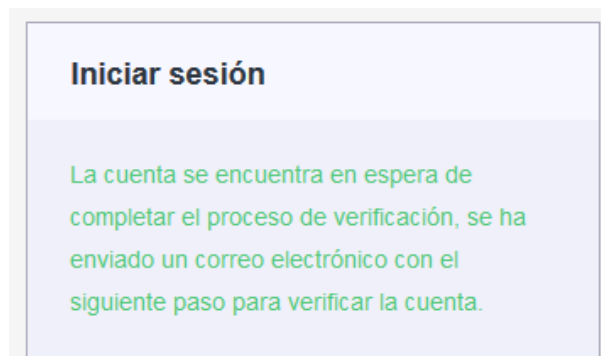 Iniciar sesión
La cuenta se encuentra en espera de
completar el proceso de verificación, se ha
enviado un correo electrónico con el
siguiente paso para verificar la cuenta.